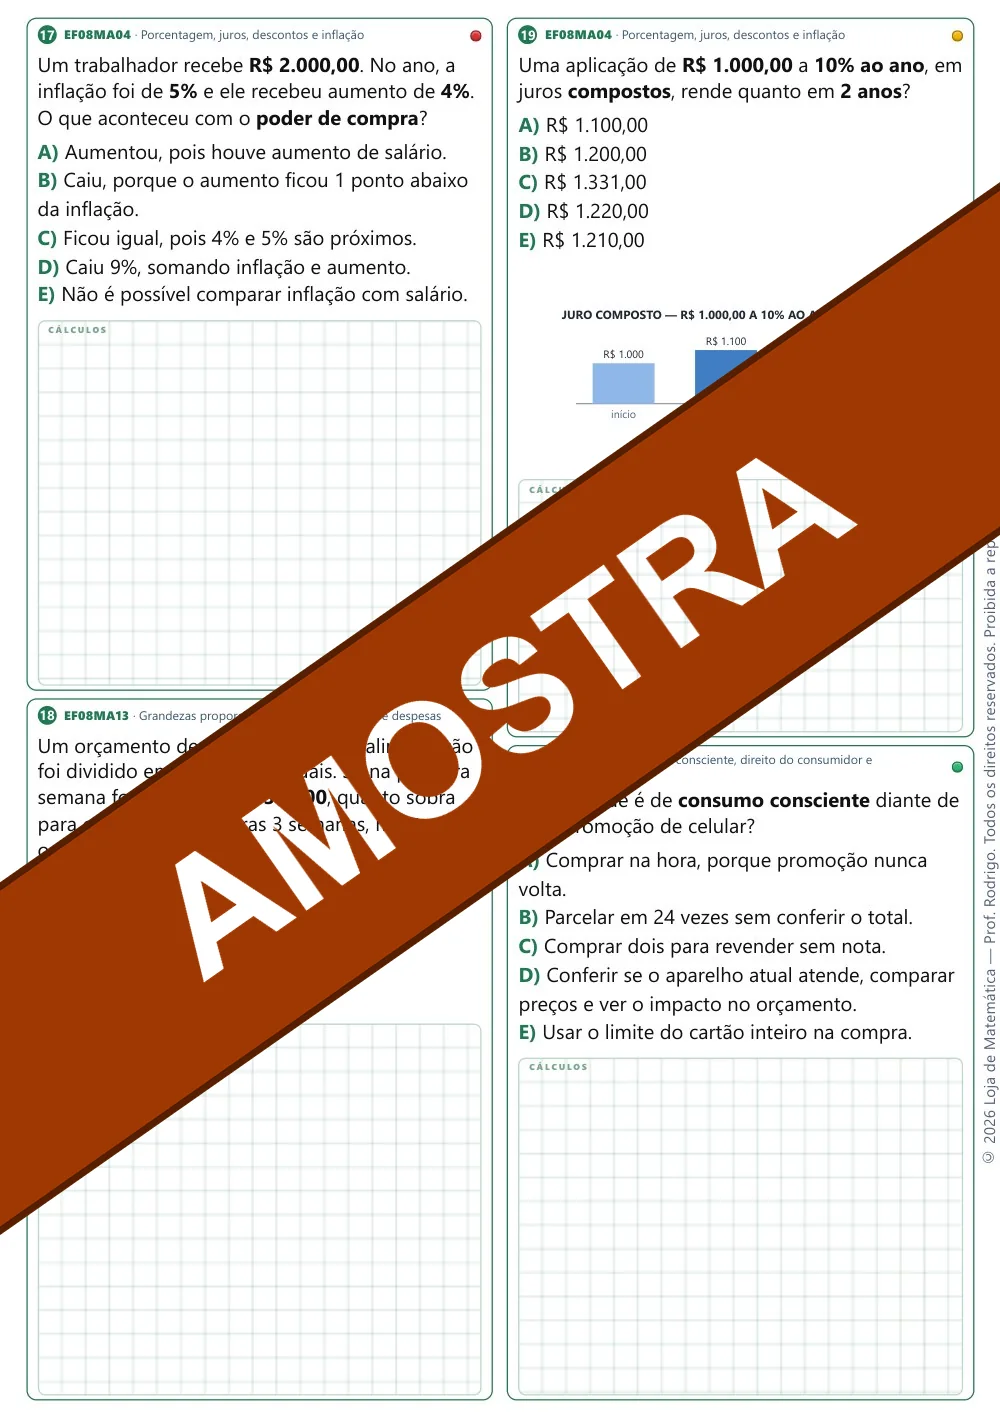 17 EF08MA04 · Porcentagem, juros, descontos e inflação
Um trabalhador recebe R$ 2.000,00. No ano, a
inflação foi de 5% e ele recebeu aumento de 4%.
O que aconteceu com o poder de compra?
A) Aumentou, pois houve aumento de salário.
B) Caiu, porque o aumento ficou 1 ponto abaixo
da inflação.
C) Ficou igual, pois 4% e 5% são próximos.
D) Caiu 9%, somando inflação e aumento.
E) Não é possível comparar inflação com salário.
CÁLCULOS
18 EF08MA13 · Grandezas
despesas
Um orçamento
foi dividido
semana
sobra
para
3 semanas,
19 EF08MA04 · Porcentagem, juros, descontos e inflação
Uma aplicação de R$ 1.000,00 a 10% ao ano, em
juros compostos, rende quanto em 2 anos?
A) R$ 1.100,00
B) R$ 1.200,00
C) R$ 1.331,00
D) R$ 1.220,00
E) R$ 1.210,00
JURO COMPOSTO — R$ 1.000,00 A 10% AO
R$ 1.000
R$ 1.100
início
consciente, direito do consumidor e
é de consumo consciente diante de
promoção de celular?
Comprar na hora, porque promoção nunca
volta.
B) Parcelar em 24 vezes sem conferir o total.
C) Comprar dois para revender sem nota.
D) Conferir se o aparelho atual atende, comparar
preços e ver o impacto no orçamento.
E) Usar o limite do cartão inteiro na compra.
CÁLCULOS
AMOSTRA
© 2026 Loja de Matemática — Prof. Rodrigo. Todos os direitos reservados. Proibida a